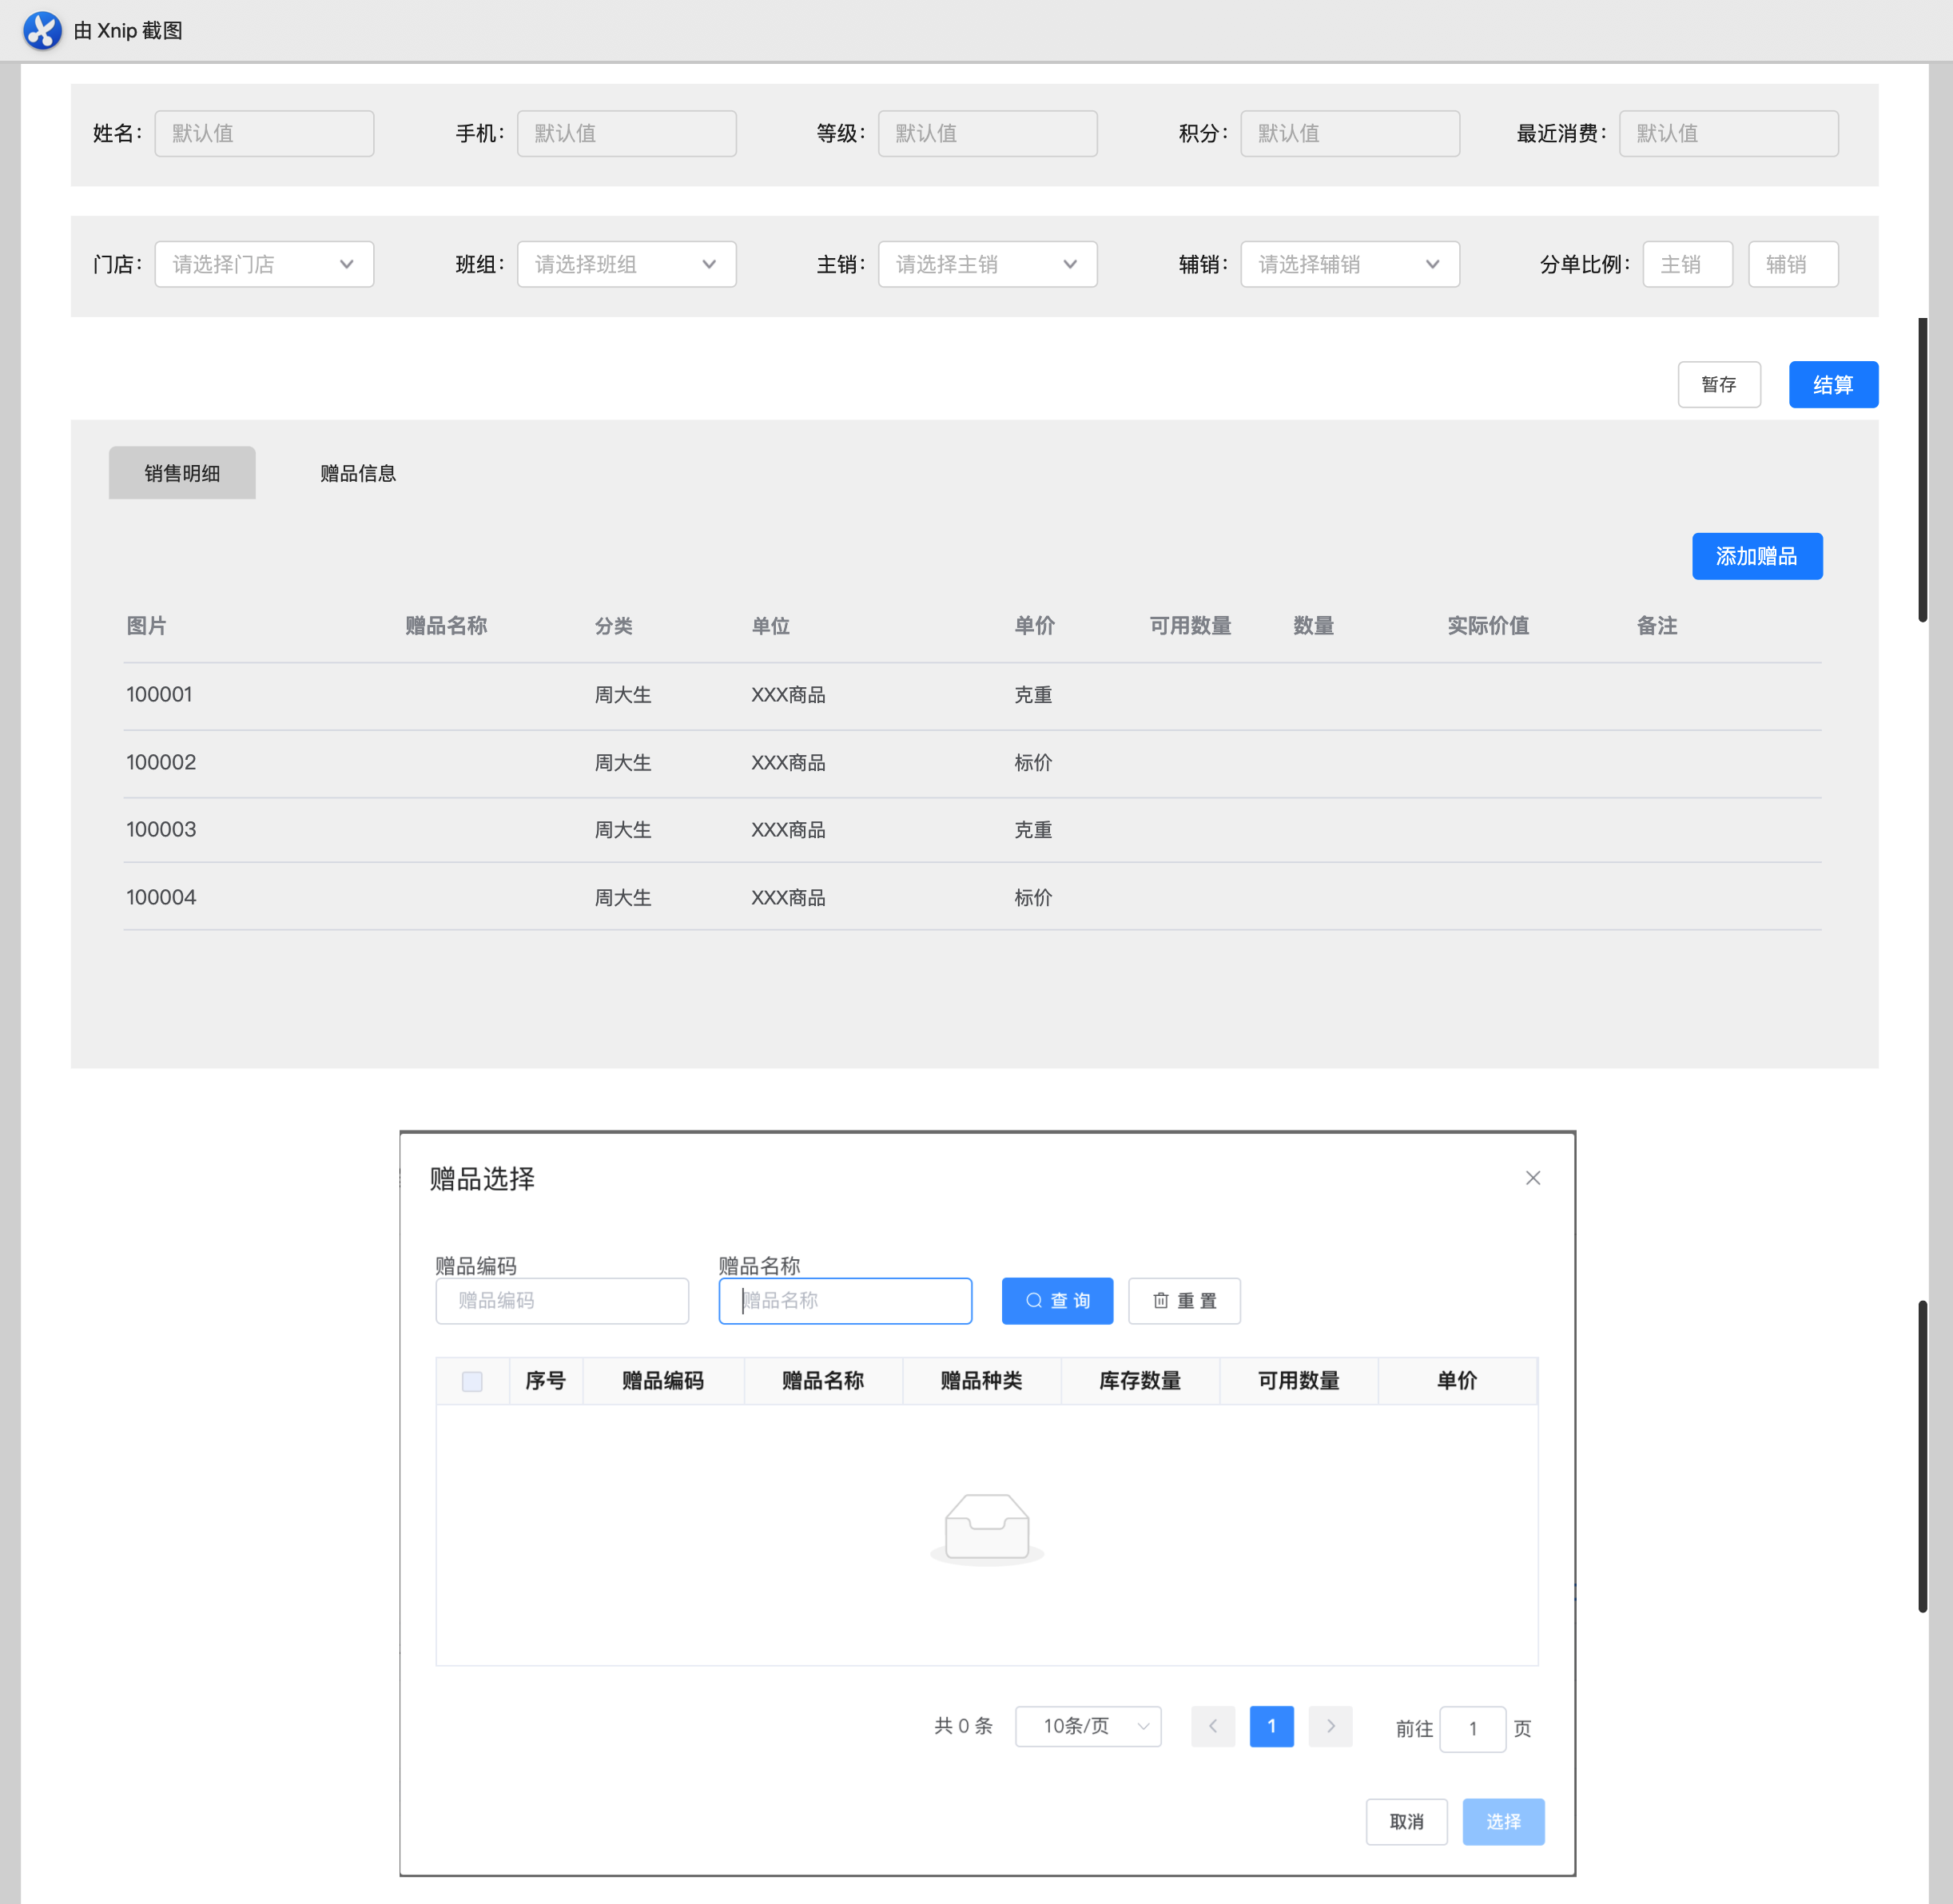 由 Xnip 截图
姓名： 默认值 手机： 默认值 等级： 默认值 积分： 默认值 最近消费： 默认值
门店： 请选择门店 班组： 请选择班组 主销： 请选择主销 辅销： 请选择辅销 分单比例： 主销 辅销
暂存 结算
销售明细 赠品信息
添加赠品
图片 赠品名称 分类 单位 单价 可用数量 数量 实际价值 备注
100001 周大生 XXX商品 克重
100002 周大生 XXX商品 标价
100003 周大生 XXX商品 克重
100004 周大生 XXX商品 标价
赠品选择
赠品编码 赠品名称
赠品编码 赠品名称 查询 重置
序号 赠品编码 赠品名称 赠品种类 库存数量 可用数量 单价
共 0 条 10条/页 1 前往 1 页
取消 选择